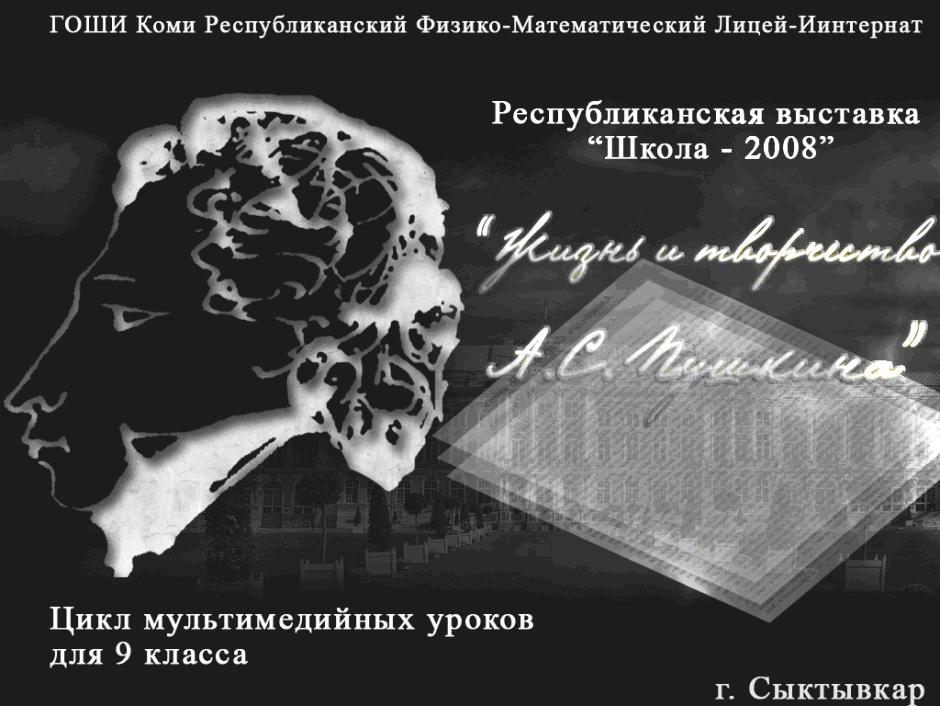 ГОШИ Коми Республиканский Физико-Математический Лицей-Иинтернат
Республиканская выставка
“Школа - 2008”
“Жизнь и творчество
А.С. Пушкина”
Цикл мультимедийных уроков
для 9 класса
г. Сыктывкар